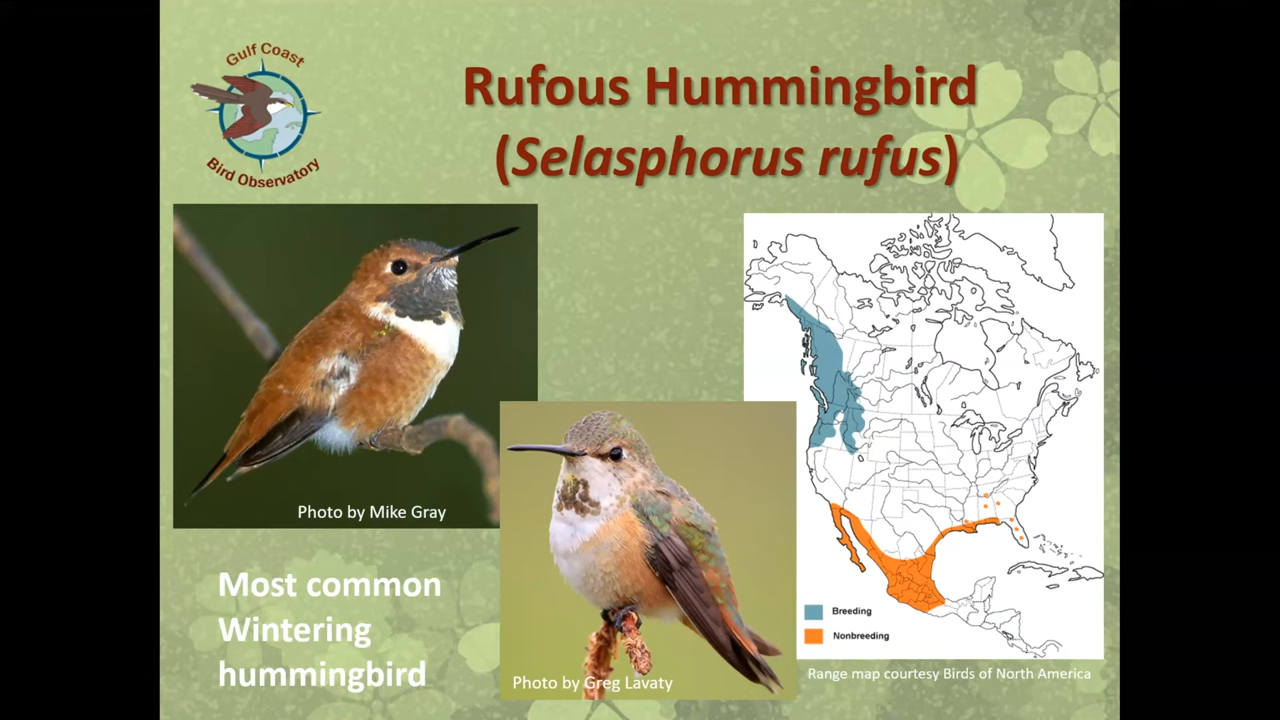 Gulf Coast
Bird Observatory
Rufous Hummingbird
(Selasphorus rufus)
Photo by Mike Gray
Most common
Wintering
hummingbird
Photo by Greg Lavaty
Breeding
Nonbreeding
Range map courtesy Birds of North America